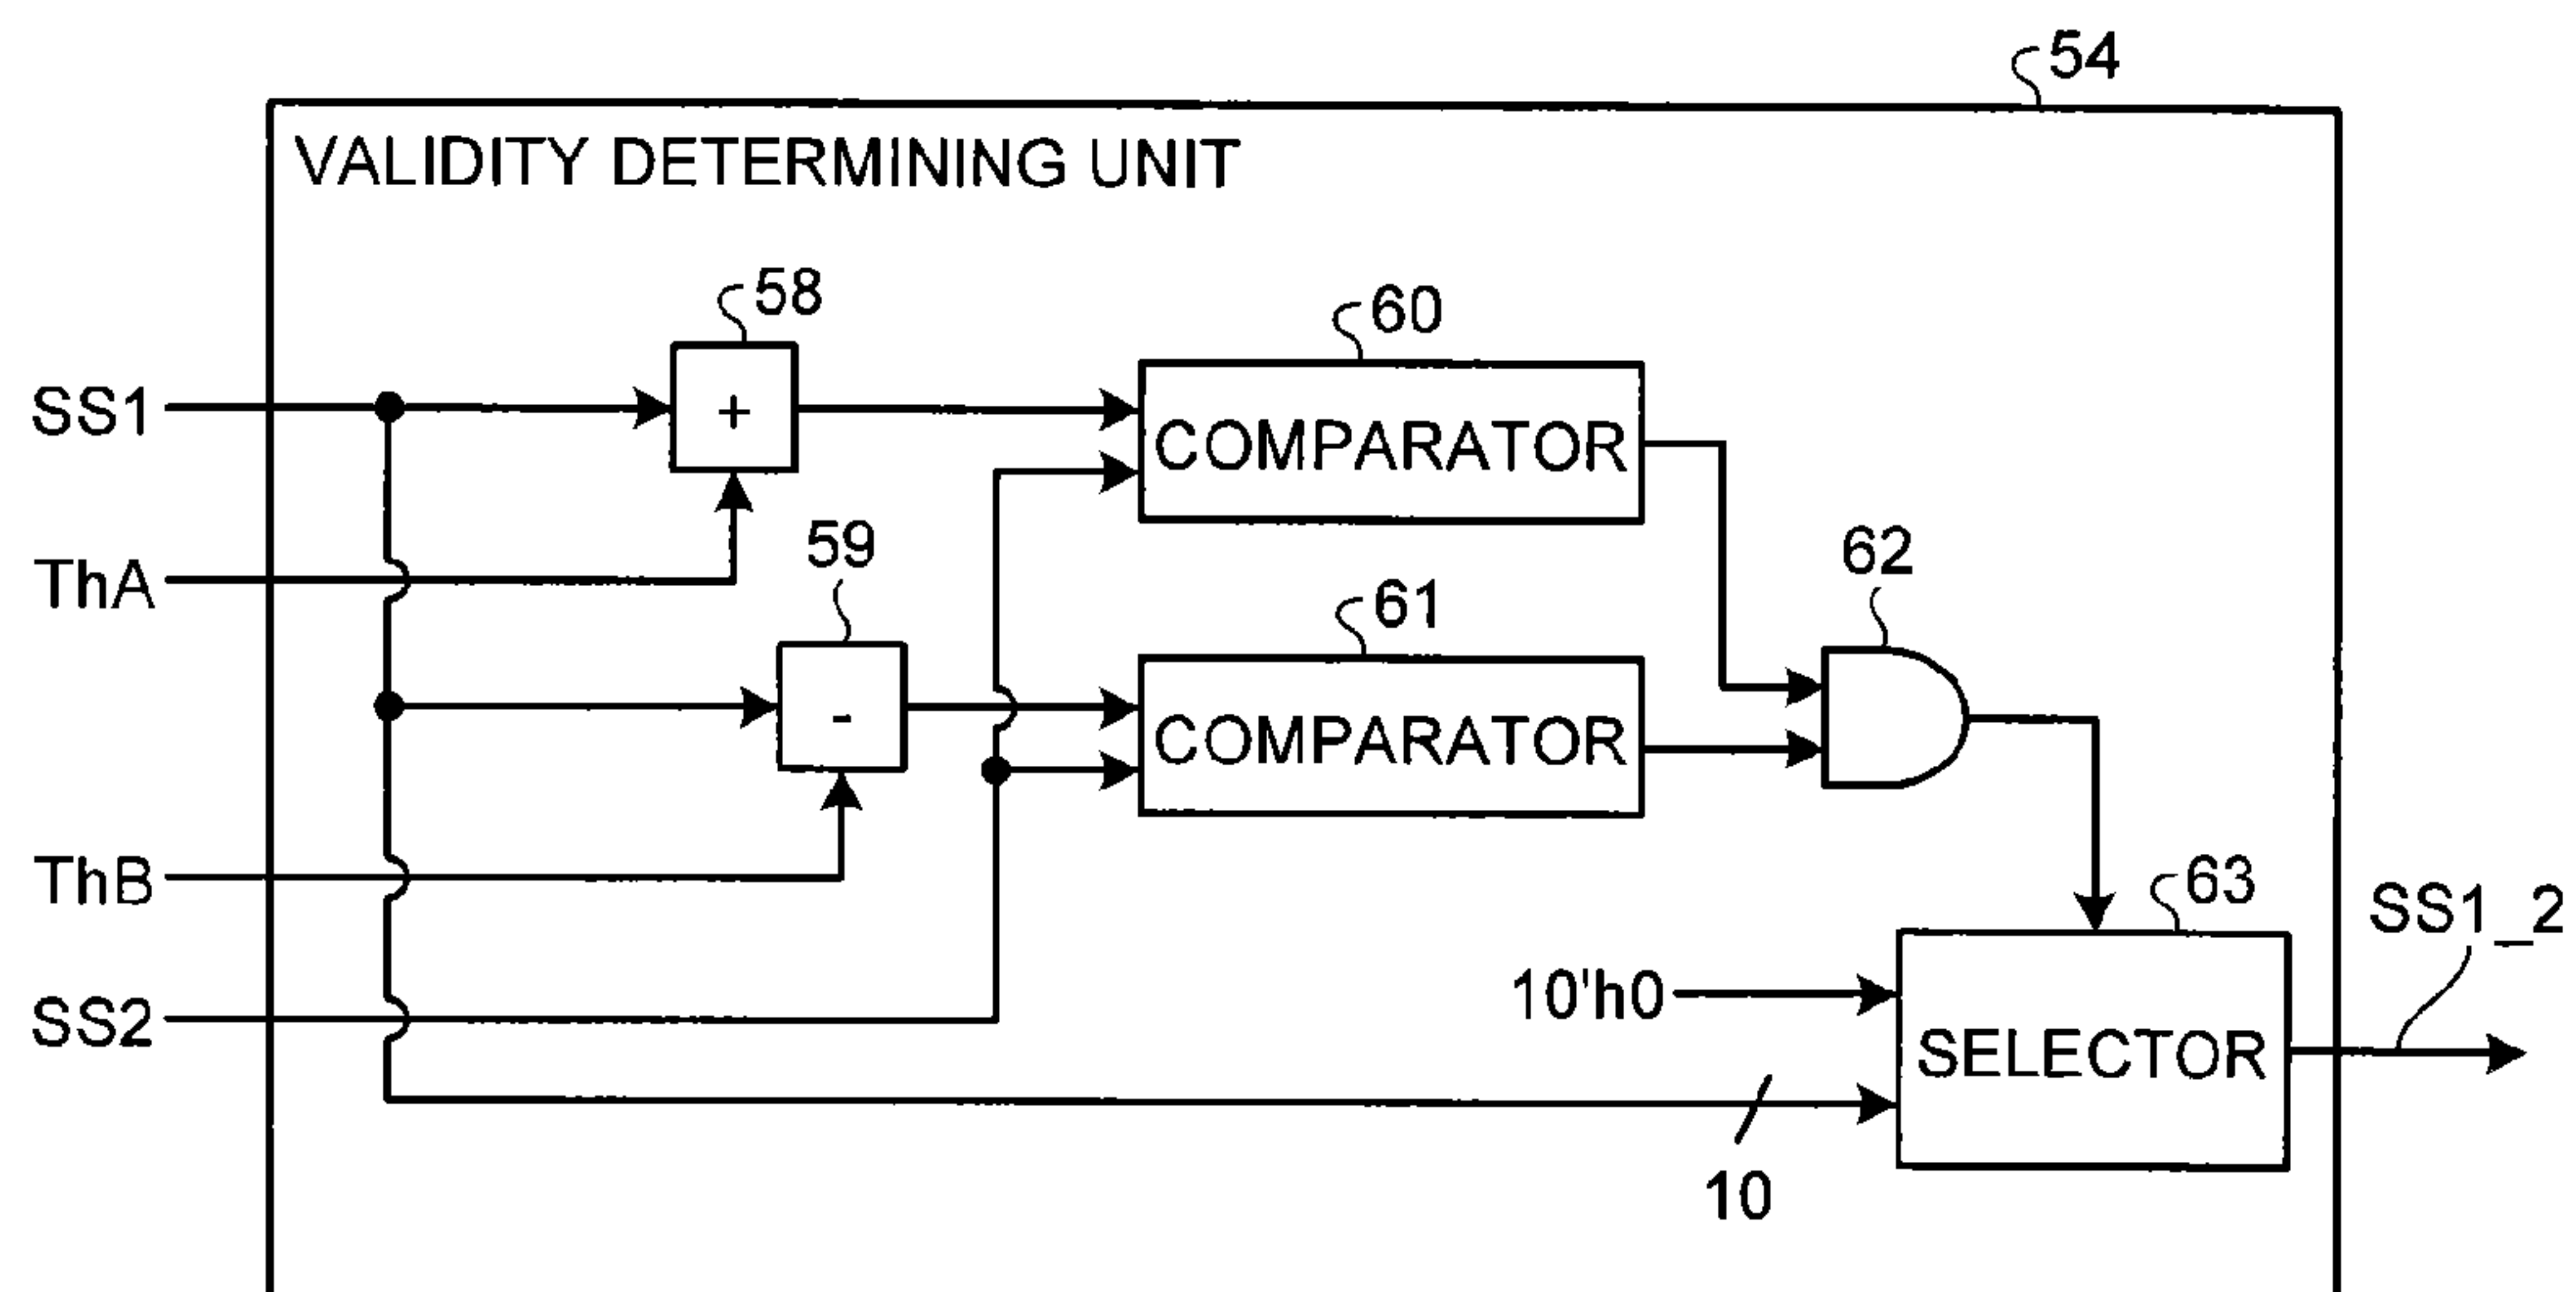 54
VALIDITY DETERMINING UNIT
58
60
SS1
+
COMPARATOR
ThA
59
61
62
-
COMPARATOR
ThB
63
SS1_2
SS2
10'h0
SELECTOR
10